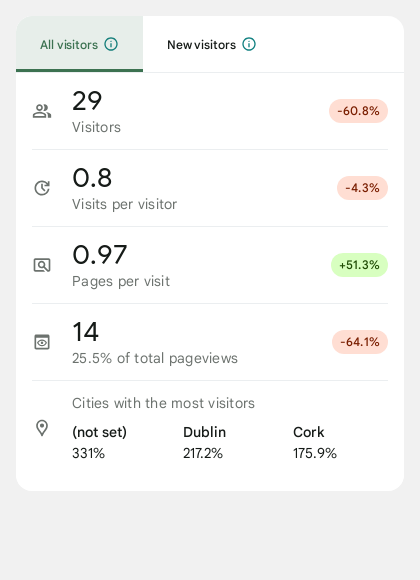 All visitors
New visitors
29
-60.8%
Visitors
0.8
-4.3%
Visits per visitor
0.97
+51.3%
Pages per visit
14
-64.1%
25.5% of total pageviews
Cities with the most visitors
(not set) Dublin Cork
331% 217.2% 175.9%